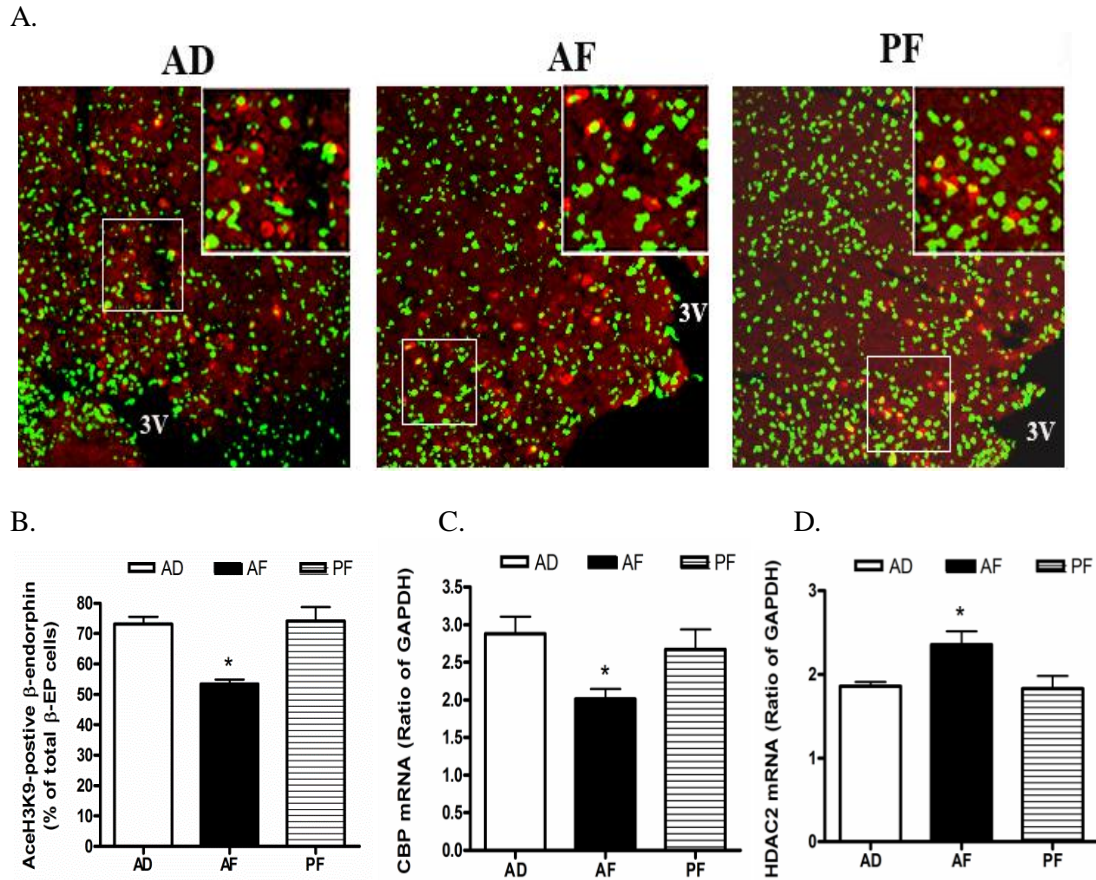 A.
AD
AF
PF
3V
3V
3V
B.
C.
D.
AD AF PF
AceH3K9-postive β-endorphin
(% of total β-EP cells)
80
70
60
50
40
30
20
10
0
*
AD AF PF
AD AF PF
CBP mRNA (Ratio of GAPDH)
3.5
3.0
2.5
2.0
1.5
1.0
0.5
0.0
*
AD AF PF
AD AF PF
HDAC2 mRNA (Ratio of GAPDH)
3
2
1
0
*
AD AF PF